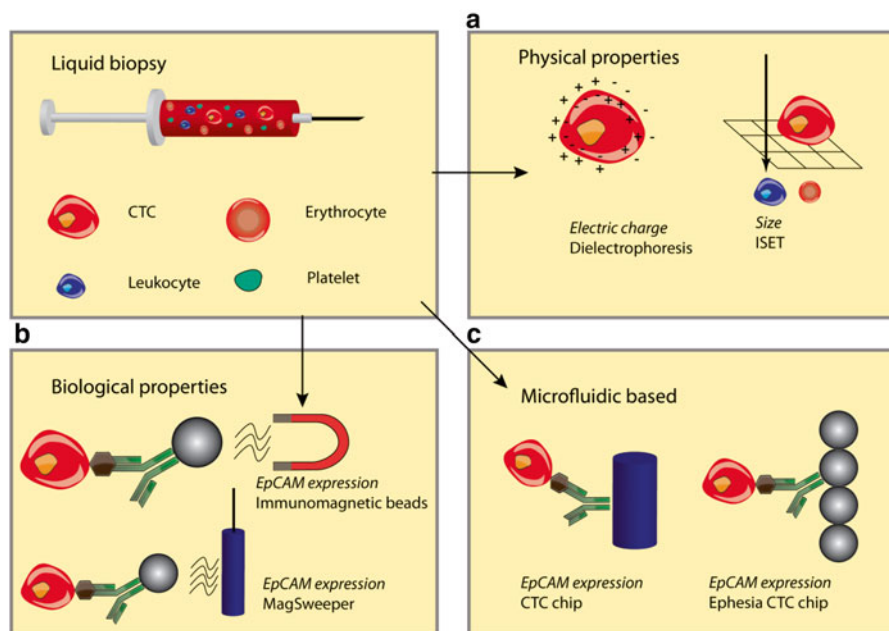 Liquid biopsy
CTC
Erythrocyte
Leukocyte
Platelet
a
Physical properties
+ - + - + - + -
Electric charge
Dielectrophoresis
Size
ISET
b
Biological properties
EpCAM expression
Immunomagnetic beads
EpCAM expression
MagSweeper
c
Microfluidic based
EpCAM expression
CTC chip
EpCAM expression
Ephesia CTC chip